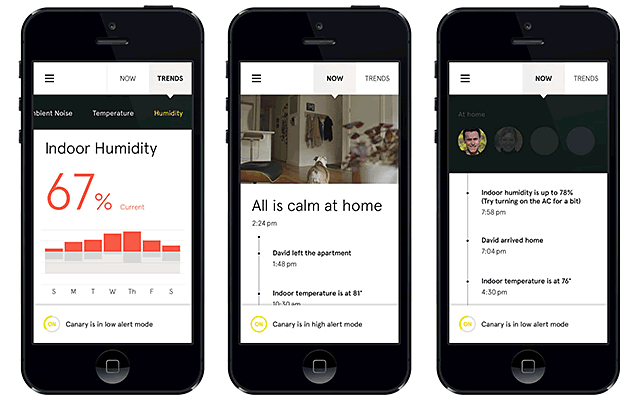 NOW TRENDS
mbient Noise Temperature Humidity
Indoor Humidity
67% Current
S M T W Th F S
ON Canary is in low alert mode
NOW TRENDS
All is calm at home
2:24 pm
David left the apartment
1:48 pm
Indoor temperature is at 81°
10:53 am
ON Canary is in high alert mode
NOW TRENDS
At home
Indoor humidity is up to 78%
(Try turning on the AC for a bit)
7:58 pm
David arrived home
7:04 pm
Indoor temperature is at 76°
4:30 pm
ON Canary is in low alert mode